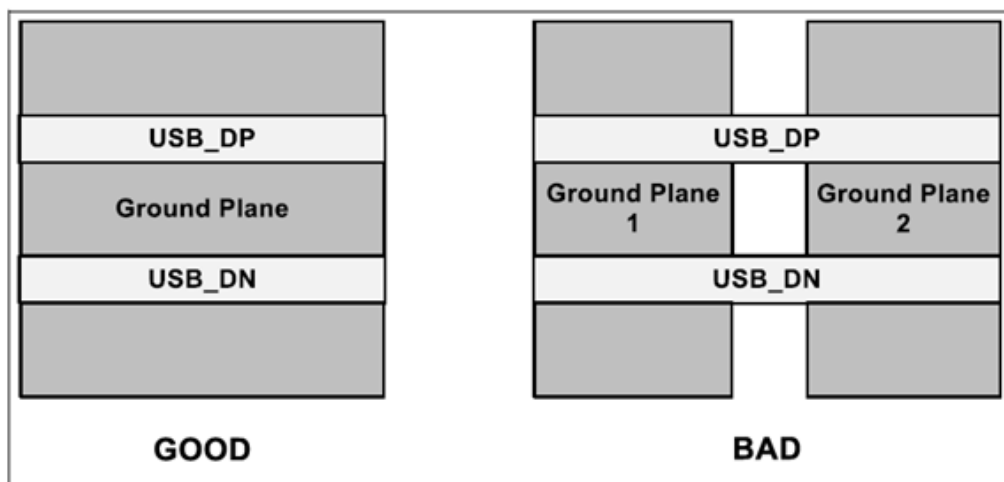 USB_DP
Ground Plane
USB_DN
GOOD
USB_DP
Ground Plane
1
Ground Plane
2
USB_DN
BAD